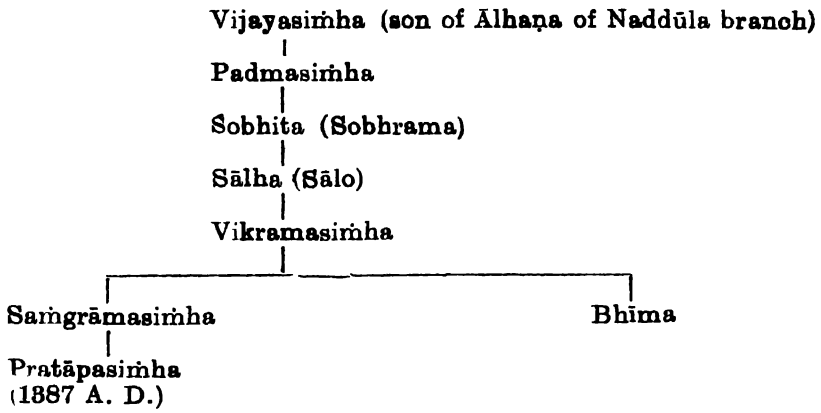 Vijayasiṁha (son of Ālhaṇa of Naddūla branch)
Padmasiṁha
Sobhita (Sobhrama)
Sālha (Sālo)
Vikramasiṁha
Saṁgrāmasiṁha Bhīma
Pratāpasiṁha
(1387 A. D.)